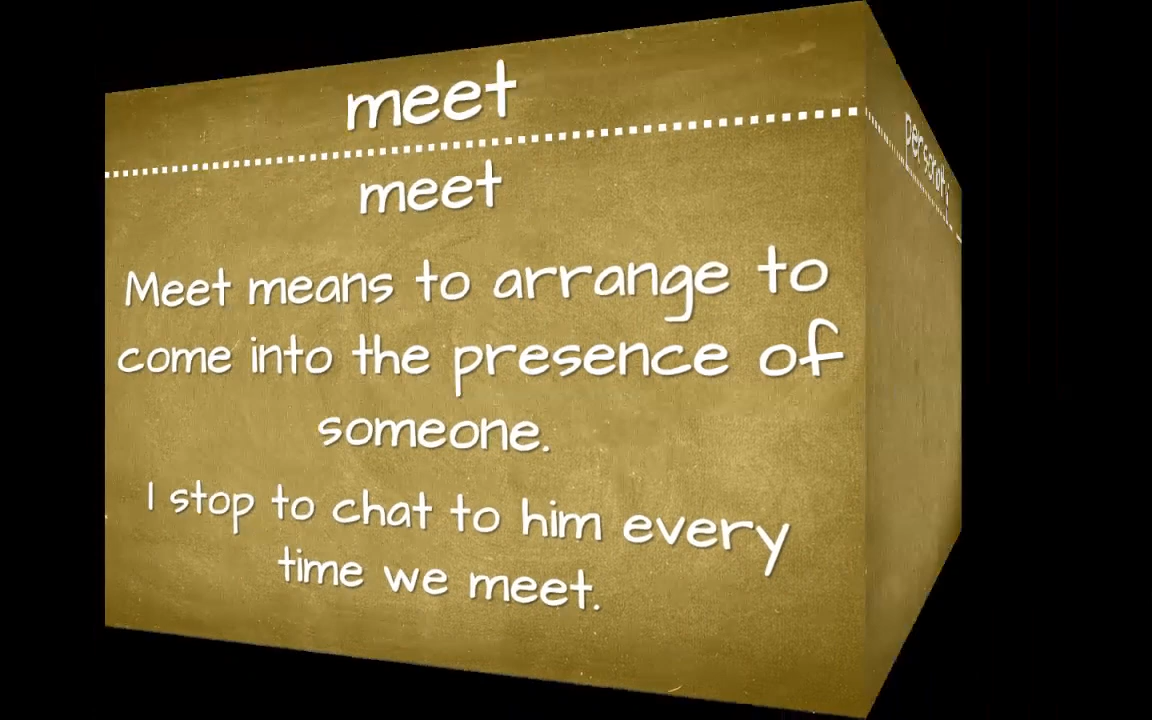 meet
meet
Meet means to arrange to
come into the presence of
someone.
I stop to chat to him every
time we meet.